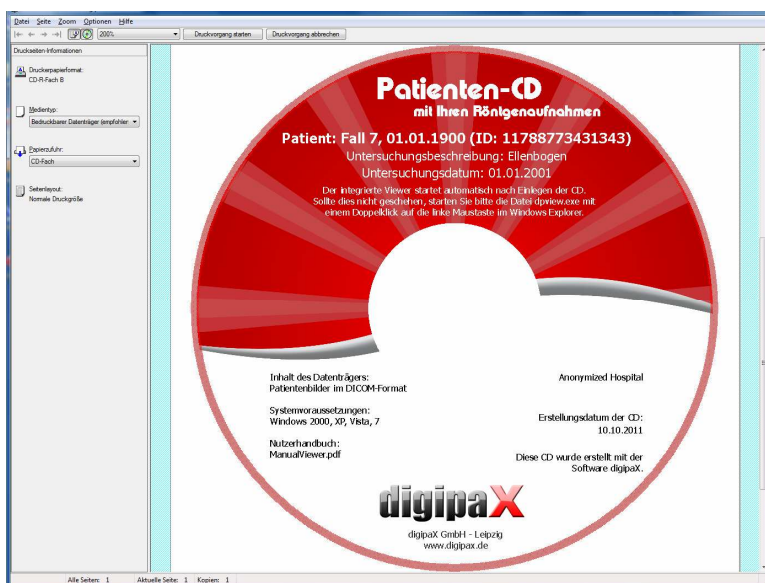 Datei Seite Zoom Optionen Hilfe
200%
Druckvorgang starten
Druckvorgang abbrechen
Druckseiten-Informationen
Druckerpapierformat:
CD-R-Fach B
Medientyp:
Bedruckbarer Datenträger (empfohlen
Papierzufuhr:
CD-Fach
Seitenlayout:
Normale Druckgröße
Patienten-CD
mit Ihren Röntgenaufnahmen
Patient: Fall 7, 01.01.1900 (ID: 11788773431343)
Untersuchungsbeschreibung: Ellenbogen
Untersuchungsdatum: 01.01.2001
Der integrierte Viewer startet automatisch nach Einlegen der CD.
Sollte dies nicht geschehen, starten Sie bitte die Datei dpview.exe mit
einem Doppelklick auf die linke Maustaste im Windows Explorer.
Inhalt des Datenträgers:
Patientenbilder im DICOM-Format
Systemvoraussetzungen:
Windows 2000, XP, Vista, 7
Nutzerhandbuch:
ManualViewer.pdf
Anonymized Hospital
Erstellungsdatum der CD:
10.10.2011
Diese CD wurde erstellt mit der
Software digipaX.
digipaX
digipaX GmbH - Leipzig
www.digipax.de
Alle Seiten: 1 Aktuelle Seite: 1 Kopien: 1